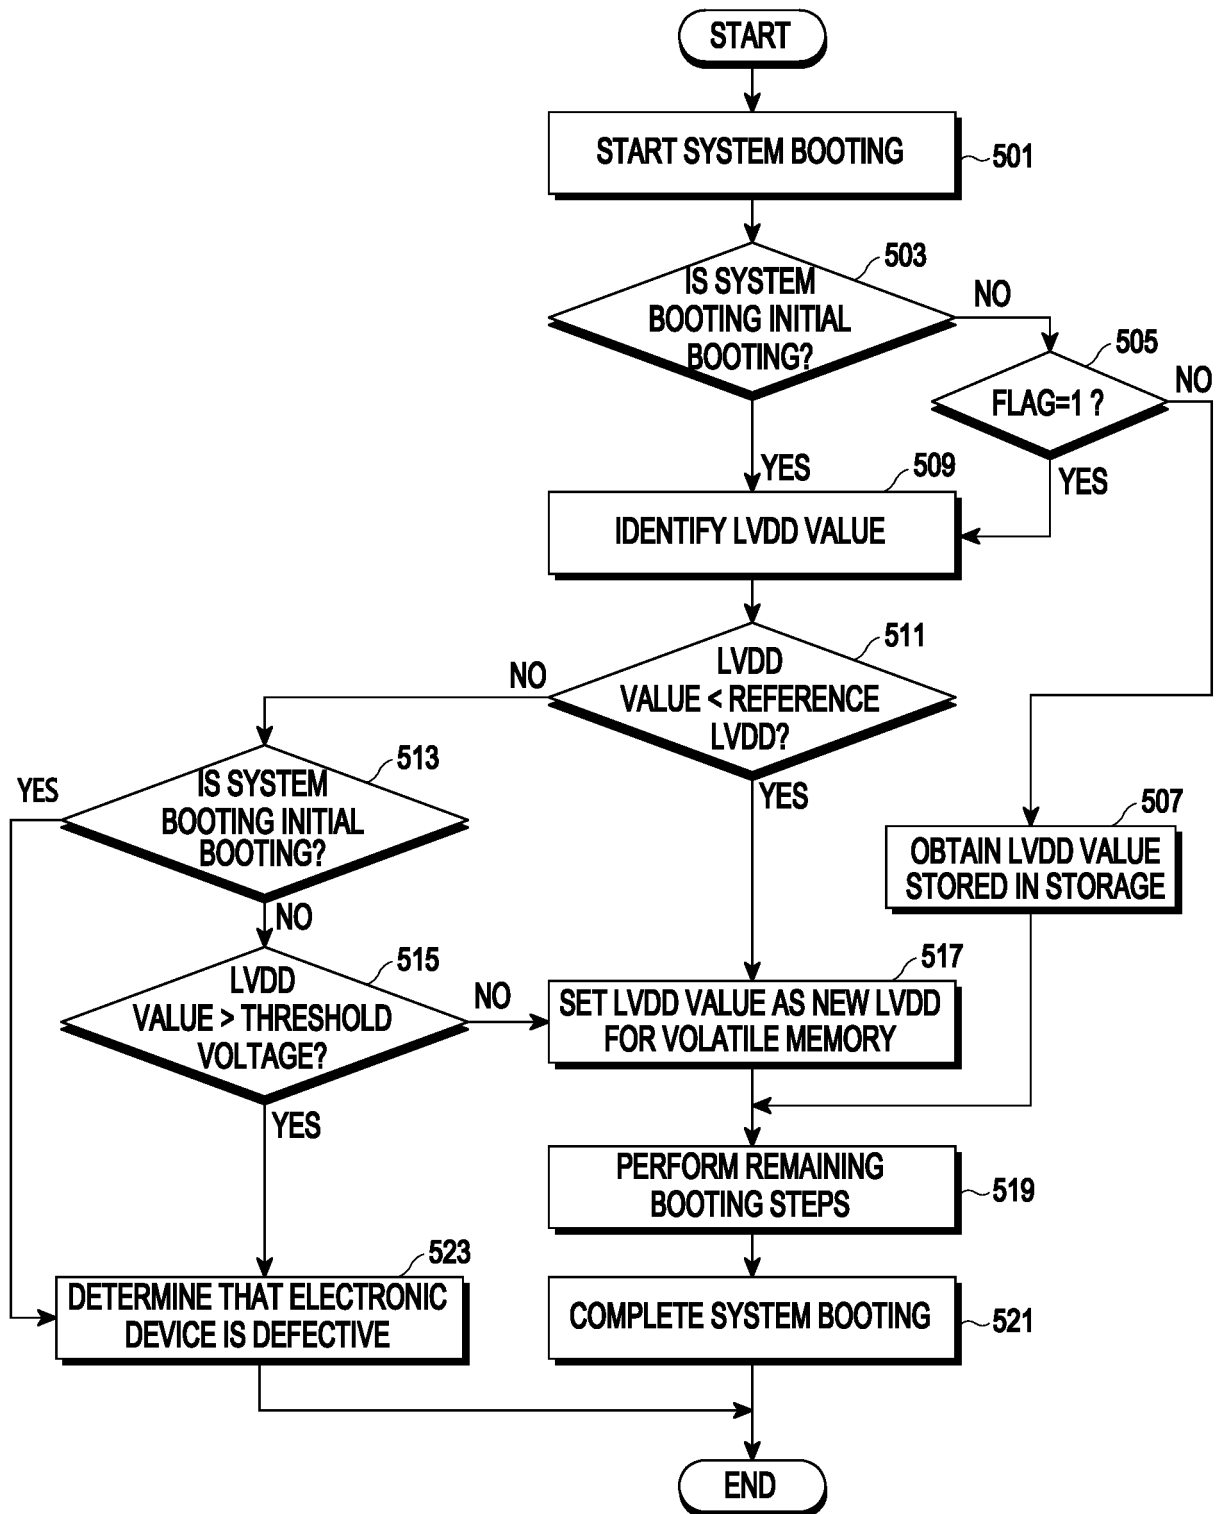 START
START SYSTEM BOOTING
501
IS SYSTEM
BOOTING INITIAL
BOOTING?
503
NO
505
FLAG=1 ?
NO
YES
YES
509
IDENTIFY LVDD VALUE
511
LVDD
VALUE < REFERENCE
LVDD?
NO
YES
513
IS SYSTEM
BOOTING INITIAL
BOOTING?
YES
NO
507
OBTAIN LVDD VALUE
STORED IN STORAGE
515
LVDD
VALUE > THRESHOLD
VOLTAGE?
NO
YES
517
SET LVDD VALUE AS NEW LVDD
FOR VOLATILE MEMORY
PERFORM REMAINING
BOOTING STEPS
519
523
DETERMINE THAT ELECTRONIC
DEVICE IS DEFECTIVE
COMPLETE SYSTEM BOOTING
521
END